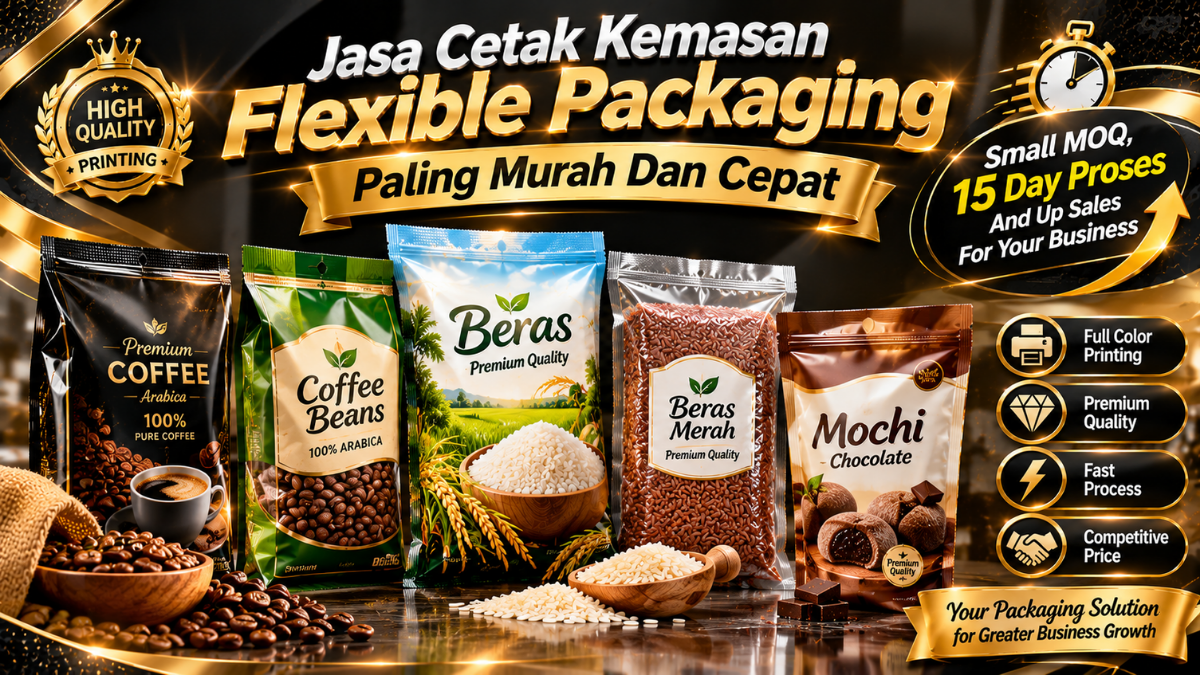 HIGH
QUALITY
PRINTING
Jasa Cetak Kemasan
Flexible Packaging
Paling Murah Dan Cepat
Small MOQ,
15 Day Proses
And Up Sales
For Your Business
Premium
COFFEE
Arabica
100%
PURE COFFEE
Coffee
Beans
100% ARABICA
Beras
Premium Quality
Beras
Merah
Premium Quality
Mochi
Chocolate
Premium
Quality
Full Color
Printing
Premium
Quality
Fast
Process
Competitive
Price
Your Packaging Solution
for Greater Business Growth